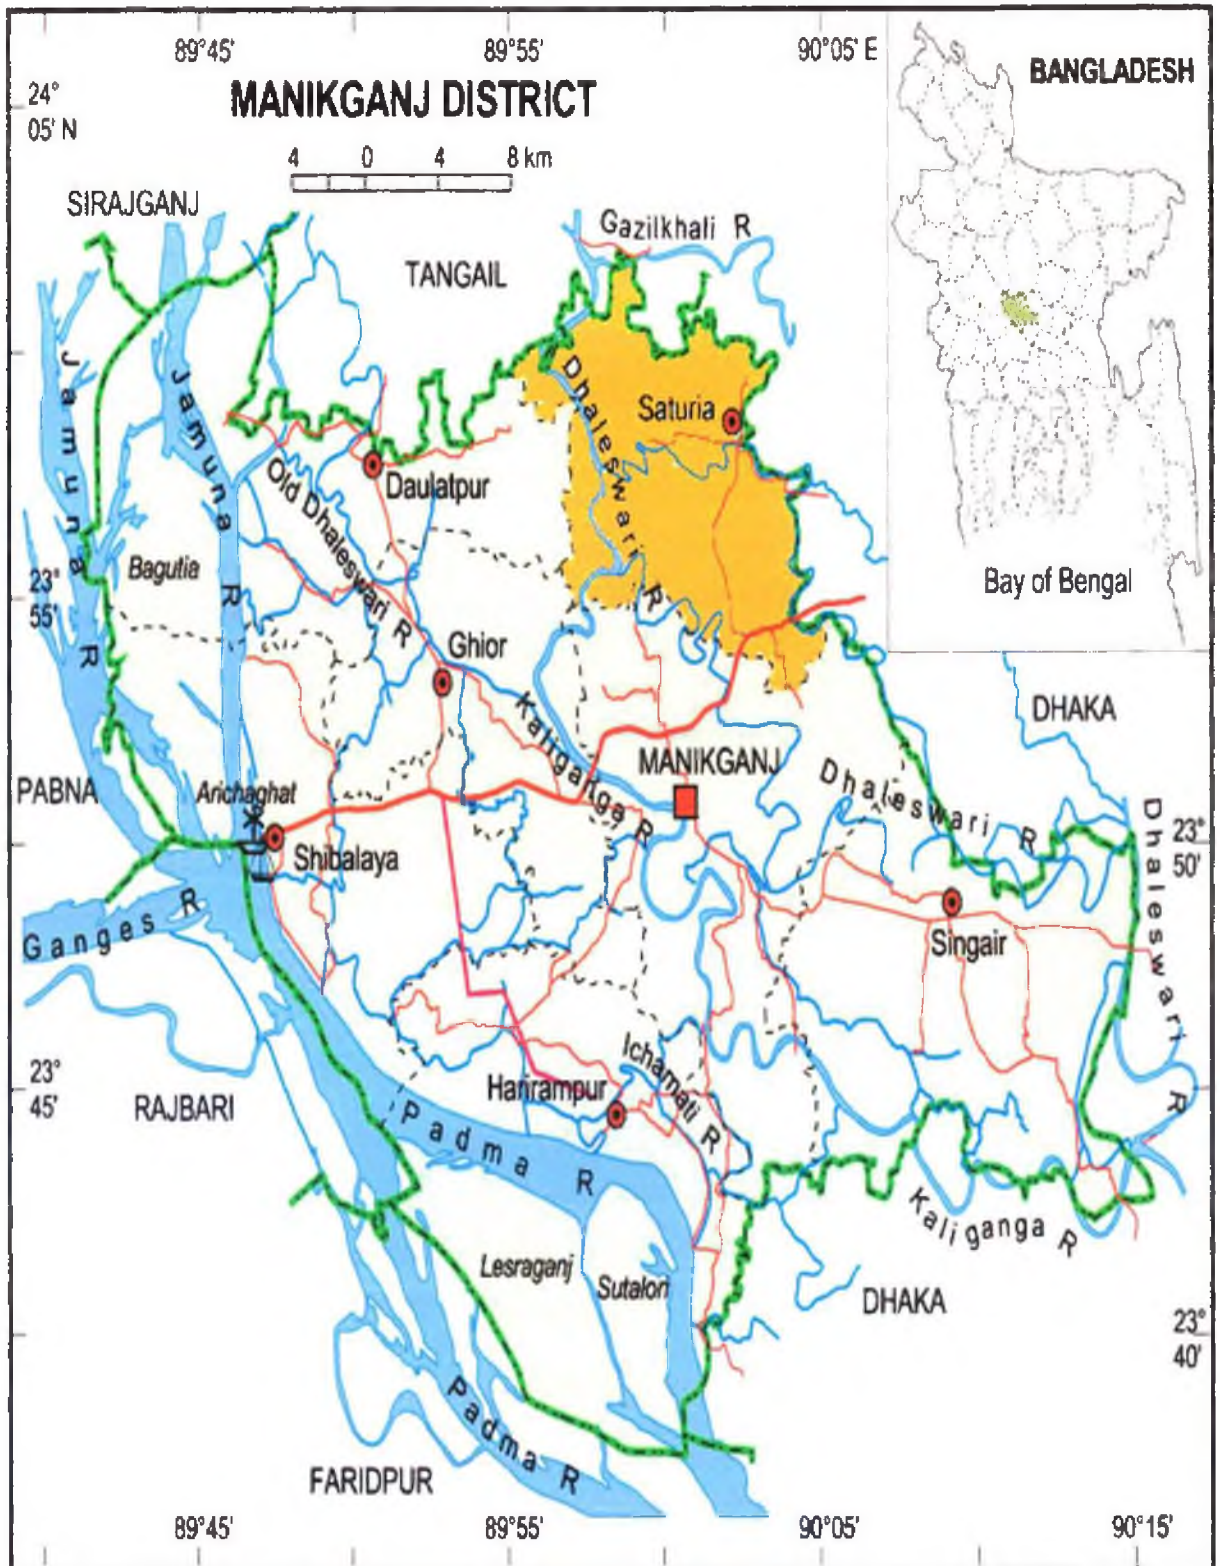 89°45'
89°55'
90°05' E
24°
05' N
MANIKGANJ DISTRICT
BANGLADESH
4 0 4 8 km
SIRAJGANJ
Gazilkhali R
TANGAIL
Jamuna R
Jamuna R
Dhaleswari R
Saturia
Old Dhaleswari R
Daulatpur
Bagutia
23°
55'
Bay of Bengal
Ghior
Kaliganga R
DHAKA
MANIKGANJ
Dhaleswari R
PABNA
Arichaghat
Shibalaya
Dhaleswari R
23°
50'
Ganges R
Singair
23°
45'
RAJBARI
Harirampur
Ichamati R
Padma R
Kaliganga R
Lesraganj
Sutalori
DHAKA
23°
40'
Padma R
FARIDPUR
89°45'
89°55'
90°05'
90°15'